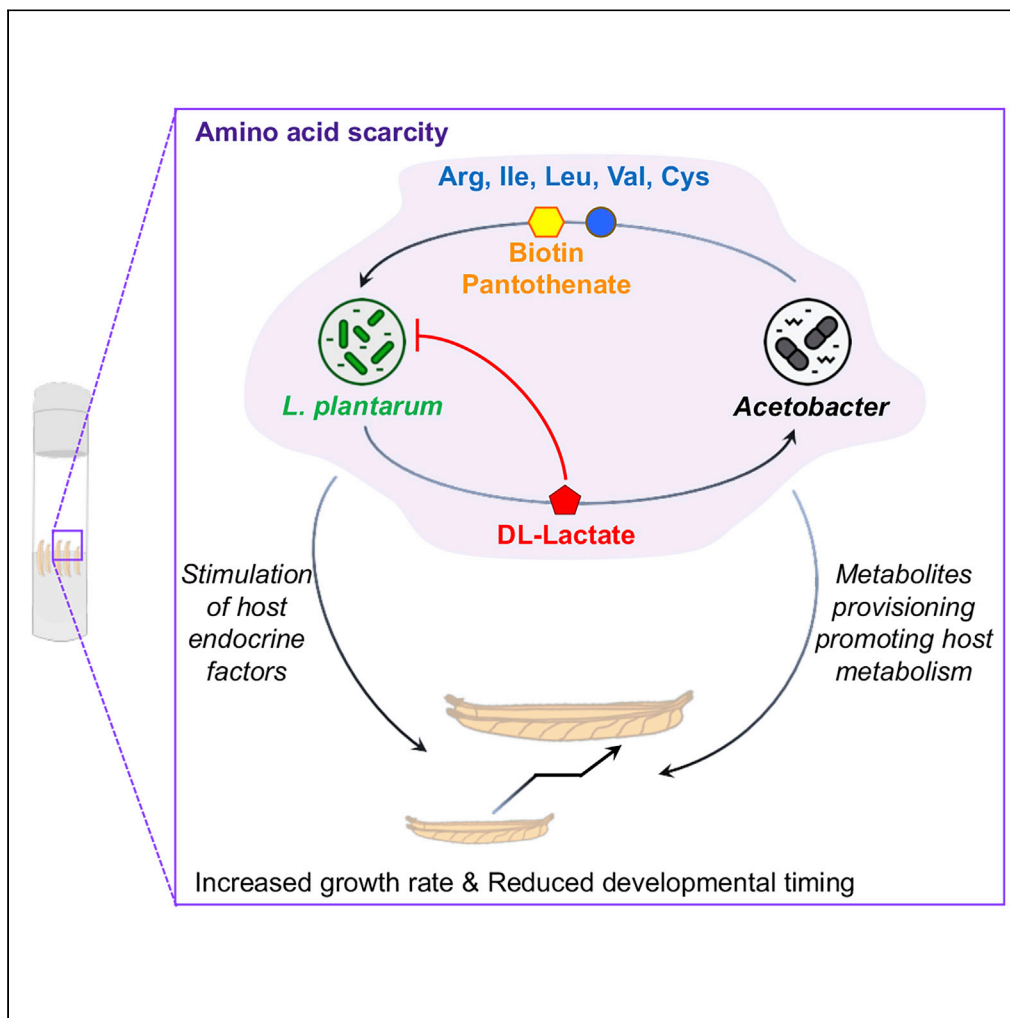 Amino acid scarcity
Arg, Ile, Leu, Val, Cys
Biotin
Pantothenate
L. plantarum
Acetobacter
DL-Lactate
Stimulation
of host
endocrine
factors
Metabolites
provisioning
promoting host
metabolism
Increased growth rate & Reduced developmental timing